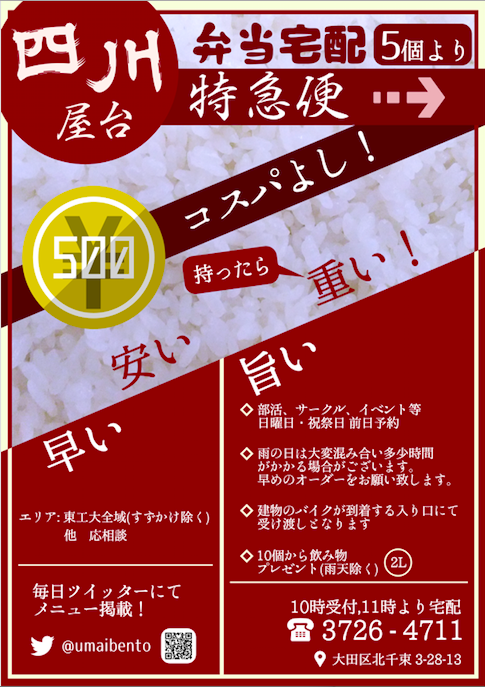 四川
屋台
弁当宅配 5個より
特急便
コスパよし！
500
持ったら
重い！
安い
旨い
早い
部活、サークル、イベント等
日曜日・祝祭日 前日予約
雨の日は大変混み合い多少時間
がかかる場合がございます。
早めのオーダーをお願い致します。
建物のバイクが到着する入り口にて
受け渡しとなります
10個から飲み物
プレゼント(雨天除く) 2L
エリア: 東工大全域(すずかけ除く)
他 応相談
毎日ツイッターにて
メニュー掲載！
@umaibento
10時受付,11時より宅配
3726 - 4711
大田区北千束 3-28-13